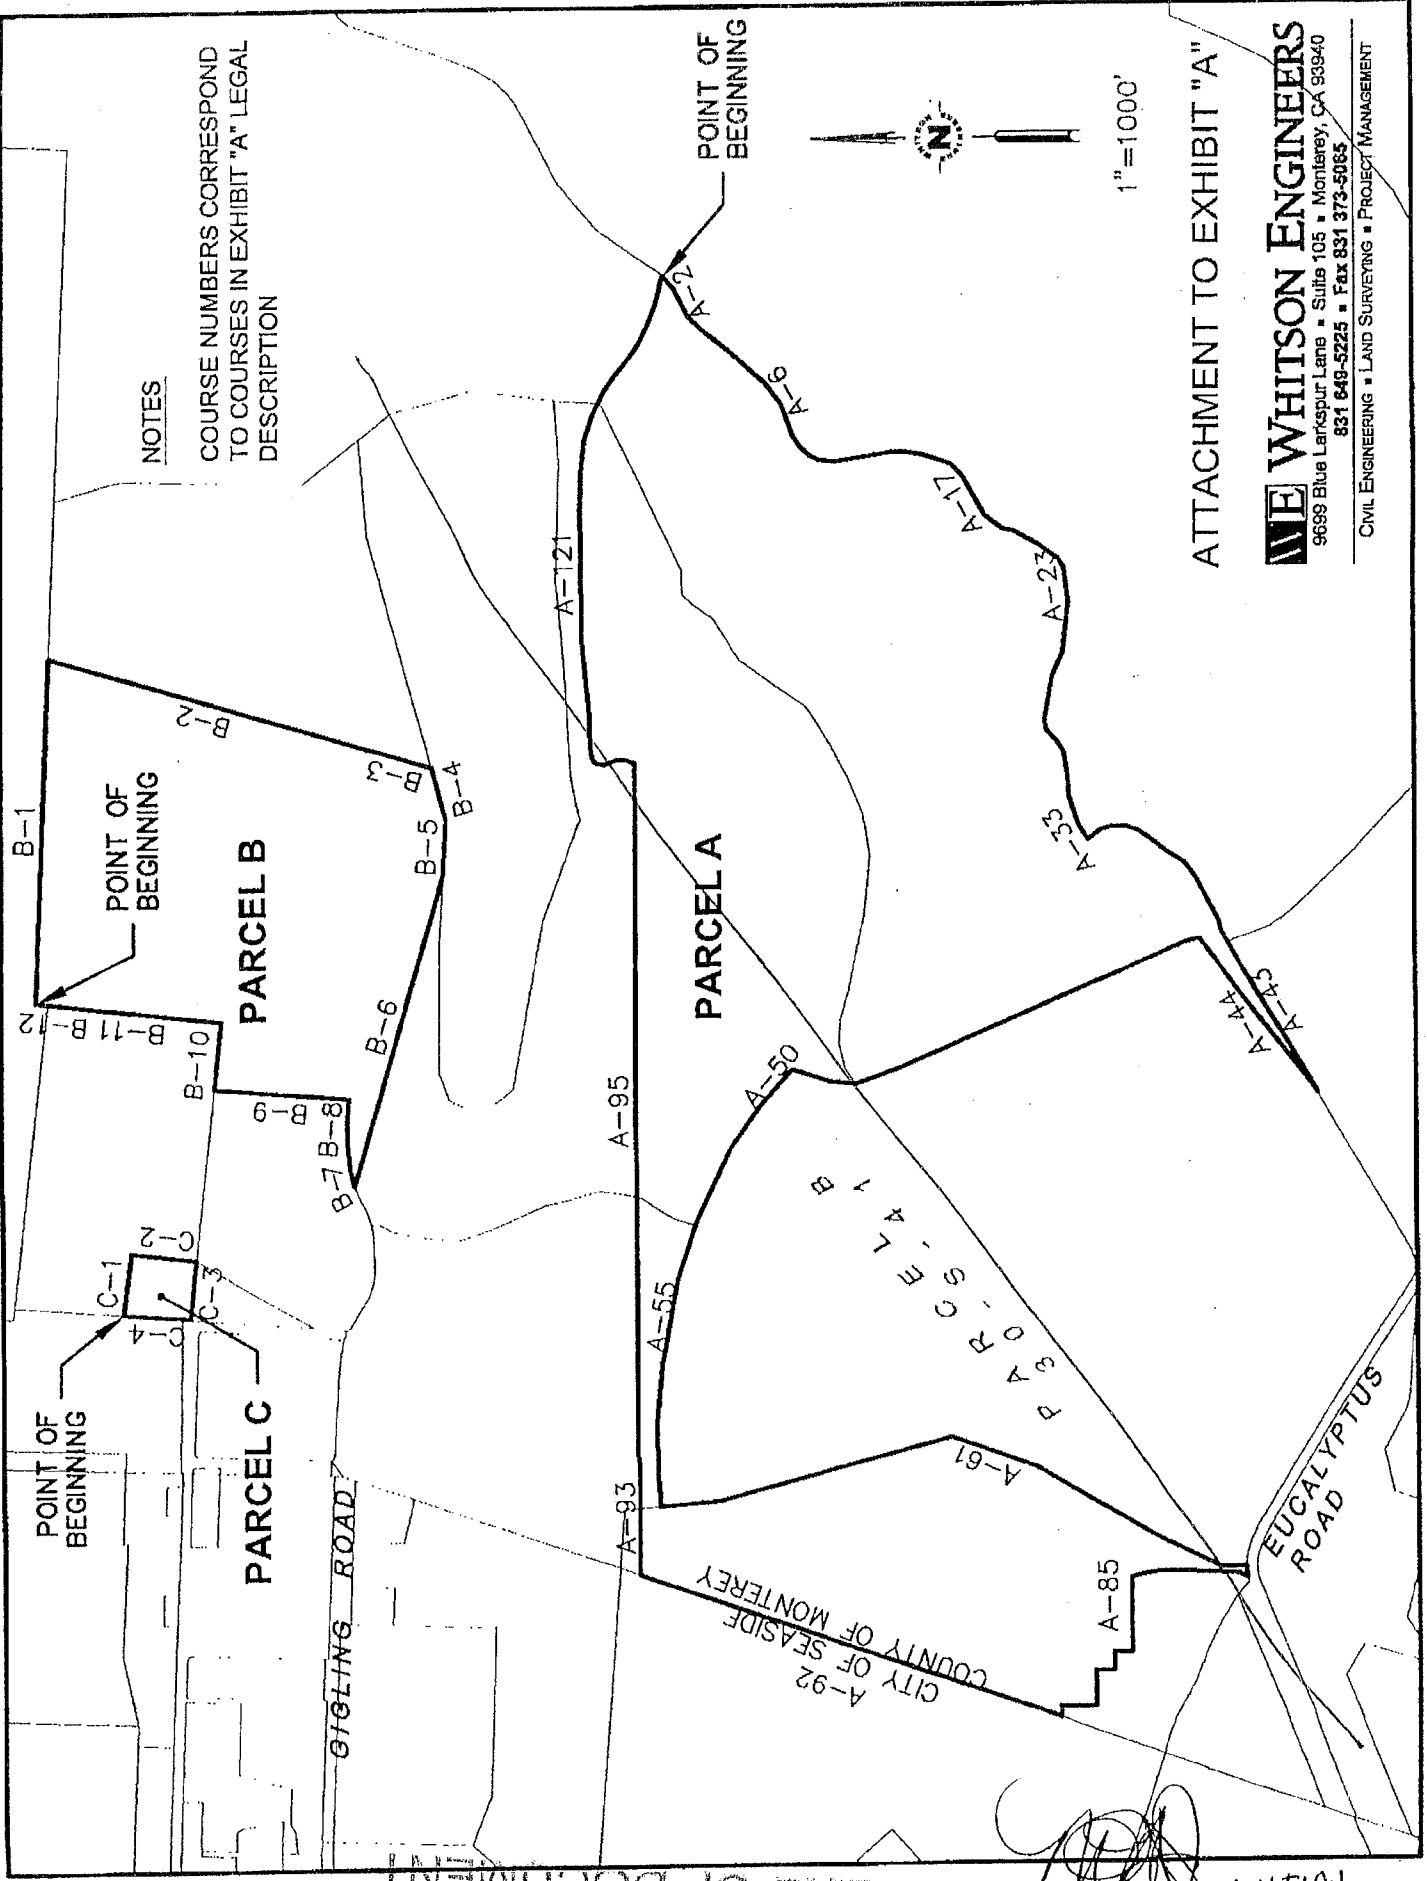 NOTES
COURSE NUMBERS CORRESPOND
TO COURSES IN EXHIBIT "A" LEGAL
DESCRIPTION
POINT OF
BEGINNING
PARCEL C
C-1
C-2
C-3
C-4
POINT OF
BEGINNING
PARCEL B
B-1
B-2
B-3
B-4
B-5
B-6
B-7
B-8
B-9
B-10
B-11
B-12
GIGLING ROAD
POINT OF
BEGINNING
PARCEL A
A-2
A-6
A-17
A-23
A-33
A-43
A-44
A-50
A-55
A-61
A-85
A-92
A-93
A-95
A-121
CITY OF SEASIDE
COUNTY OF MONTEREY
PARCEL B
P 30.S.41
EUCALYPTUS
ROAD
N
1"=1000'
ATTACHMENT TO EXHIBIT "A"
WE WHITSON ENGINEERS
9699 Blue Larkspur Lane ▪ Suite 105 ▪ Monterey, CA 93940
831 649-5225 ▪ Fax 831 373-5065
CIVIL ENGINEERING ▪ LAND SURVEYING ▪ PROJECT MANAGEMENT